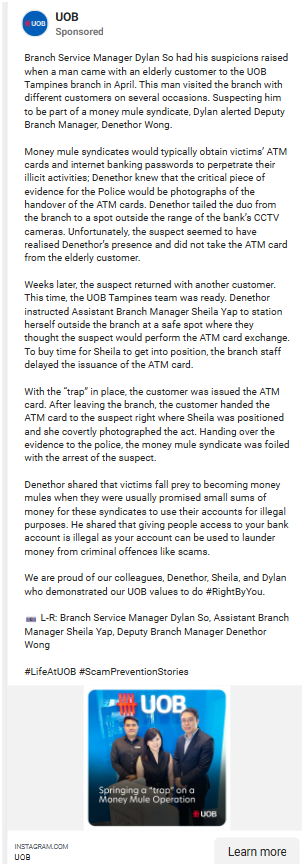 UOB
Sponsored
Branch Service Manager Dylan So had his suspicions raised
when a man came with an elderly customer to the UOB
Tampines branch in April. This man visited the branch with
different customers on several occasions. Suspecting him
to be part of a money mule syndicate, Dylan alerted Deputy
Branch Manager, Denethor Wong.
Money mule syndicates would typically obtain victims' ATM
cards and internet banking passwords to perpetrate their
illicit activities; Denethor knew that the critical piece of
evidence for the Police would be photographs of the
handover of the ATM cards. Denethor tailed the duo from
the branch to a spot outside the range of the bank's CCTV
cameras. Unfortunately, the suspect seemed to have
realised Denethor's presence and did not take the ATM card
from the elderly customer.
Weeks later, the suspect returned with another customer.
This time, the UOB Tampines team was ready. Denethor
instructed Assistant Branch Manager Sheila Yap to station
herself outside the branch at a safe spot where they
thought the suspect would perform the ATM card exchange.
To buy time for Sheila to get into position, the branch staff
delayed the issuance of the ATM card.
With the "trap" in place, the customer was issued the ATM
card. After leaving the branch, the customer handed the
ATM card to the suspect right where Sheila was positioned
and she covertly photographed the act. Handing over the
evidence to the police, the money mule syndicate was foiled
with the arrest of the suspect.
Denethor shared that victims fall prey to becoming money
mules when they were usually promised small sums of
money for these syndicates to use their accounts for illegal
purposes. He shared that giving people access to your bank
account is illegal as your account can be used to launder
money from criminal offences like scams.
We are proud of our colleagues, Denethor, Sheila, and Dylan
who demonstrated our UOB values to do #RightByYou.
L-R: Branch Service Manager Dylan So, Assistant Branch
Manager Sheila Yap, Deputy Branch Manager Denethor
Wong
#LifeAtUOB #ScamPreventionStories
UOB
Springing a "trap" on a
Money Mule Operation
UOB
INSTAGRAM.COM
UOB
Learn more